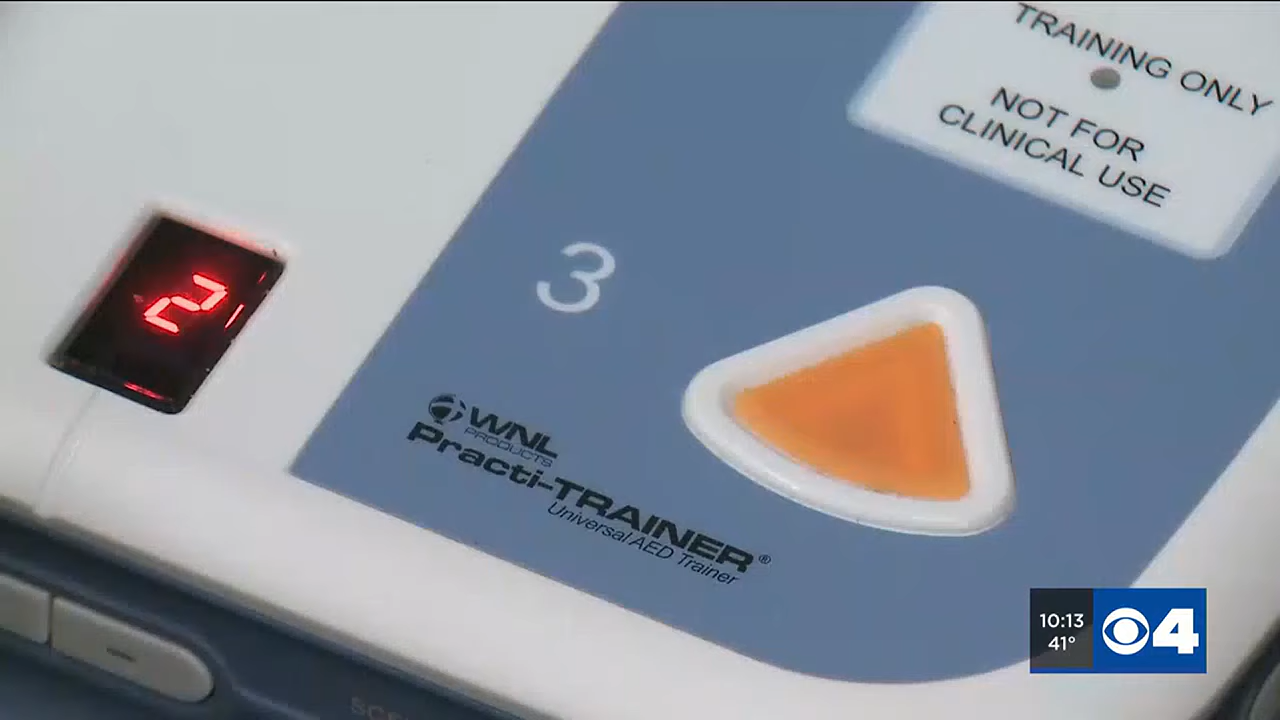 TRAINING ONLY
NOT FOR
CLINICAL USE
2
3
WNL
PRODUCTS
Practi-TRAINER®
Universal AED Trainer
10:13
41°
4